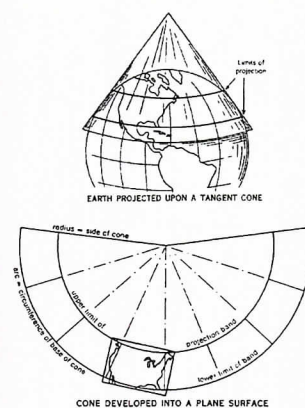 Limits of
projection
EARTH PROJECTED UPON A TANGENT CONE
radius = side of cone
arc = circumference of base of cone
upper limit of
projection band
lower limit of band
CONE DEVELOPED INTO A PLANE SURFACE